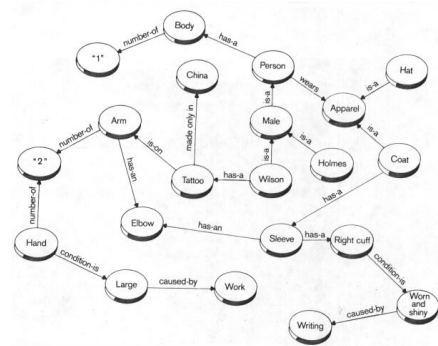 Body
number-of
has-a
"1"
China
Person
Hat
wears
is-a
is-a
Apparel
Arm
made only in
Male
number-of
is-on
is-a
is-a
is-a
"2"
Holmes
Coat
has-an
Tattoo
has-a
Wilson
has-a
number-of
Elbow
has-an
Sleeve
has-a
Right cuff
Hand
condition-is
condition-is
Large
caused-by
Work
Worn
and
shiny
caused-by
Writing